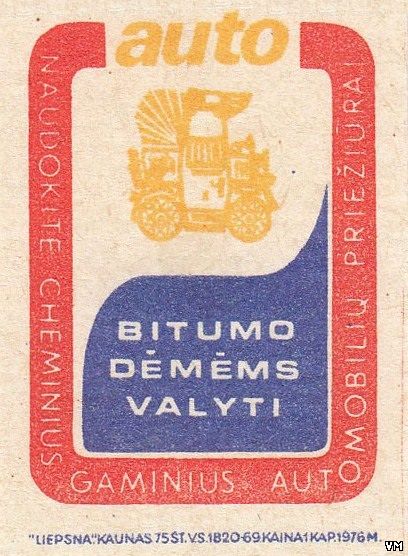 auto
NAUDOKITE CHEMINIUS GAMINIUS AUTOMOBILIŲ PRIEŽIŪRAI
BITUMO
DĖMĖMS
VALYTI
"LIEPSNA" KAUNAS 75 ŠT. V.S. 1820-69 KAINA 1 KAP. 1976 M.
VM